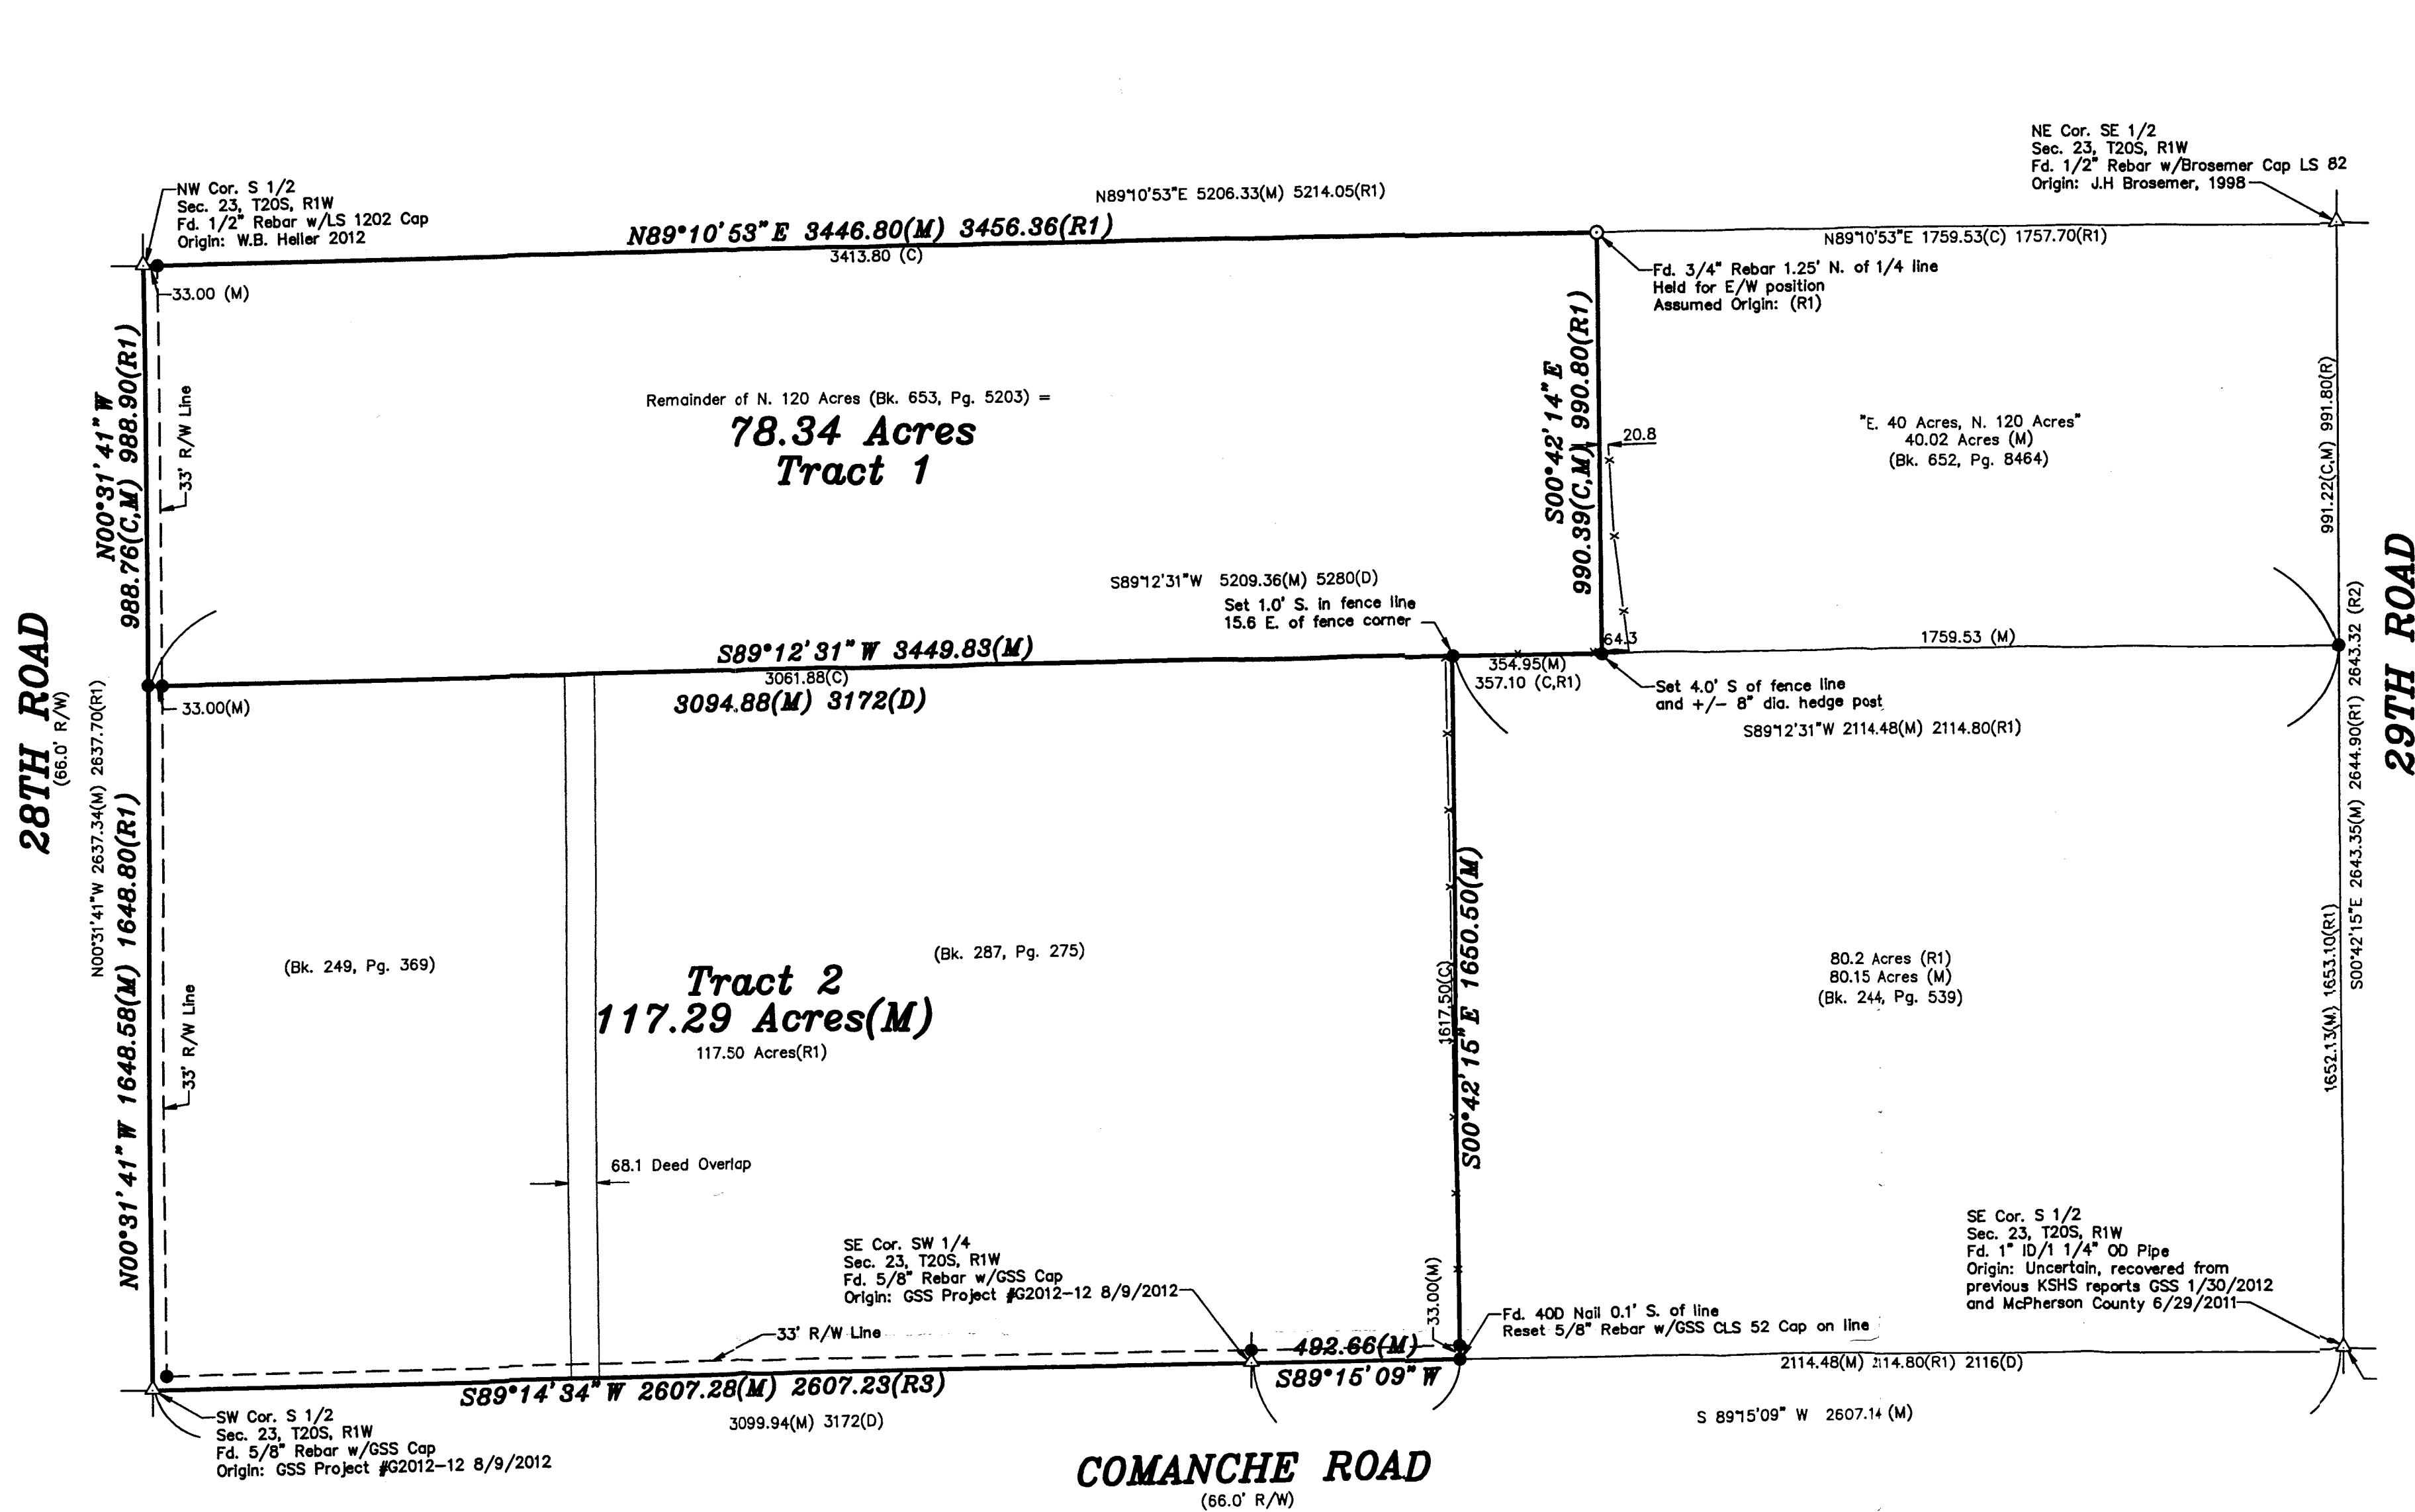 NE Cor. SE 1/2
Sec. 23, T20S, R1W
Fd. 1/2" Rebar w/Brosemer Cap LS 82
Origin: J.H Brosemer, 1998
NW Cor. S 1/2
Sec. 23, T20S, R1W
Fd. 1/2" Rebar w/LS 1202 Cap
Origin: W.B. Heller 2012
N89°10'53"E 5206.33(M) 5214.05(R1)
N89°10'53"E 3446.80(M) 3456.36(R1)
3413.80 (C)
N89°10'53"E 1759.53(C) 1757.70(R1)
33.00 (M)
Fd. 3/4" Rebar 1.25' N. of 1/4 line
Held for E/W position
Assumed Origin: (R1)
N00°31'41"W
988.76(C,M) 988.90(R1)
33' R/W Line
Remainder of N. 120 Acres (Bk. 653, Pg. 5203) =
78.34 Acres
Tract 1
S00°42'14"E
990.39(C,M) 990.80(R1)
20.8
"E. 40 Acres, N. 120 Acres"
40.02 Acres (M)
(Bk. 652, Pg. 8464)
991.22(C,M) 991.80(R)
S89°12'31"W 5209.36(M) 5280(D)
Set 1.0' S. in fence line
15.6 E. of fence corner
64.3
1759.53 (M)
S89°12'31"W 3449.83(M)
3061.88(C)
3094.88(M) 3172(D)
354.95(M)
357.10 (C,R1)
Set 4.0' S of fence line
and +/- 8" dia. hedge post
S89°12'31"W 2114.48(M) 2114.80(R1)
33.00(M)
28TH ROAD
(66.0' R/W)
N00°31'41"W 2637.34(M) 2637.70(R1)
29TH ROAD
S00°42'15"E 2643.35(M) 2644.90(R1) 2643.32 (R2)
N00°31'41"W 1648.58(M) 1648.80(R1)
33' R/W Line
(Bk. 249, Pg. 369)
(Bk. 287, Pg. 275)
Tract 2
117.29 Acres(M)
117.50 Acres(R1)
1617.50(C)
S00°42'15"E 1650.50(M)
80.2 Acres (R1)
80.15 Acres (M)
(Bk. 244, Pg. 539)
1652.13(M) 1653.10(R1)
68.1 Deed Overlap
SE Cor. SW 1/4
Sec. 23, T20S, R1W
Fd. 5/8" Rebar w/GSS Cap
Origin: GSS Project #G2012-12 8/9/2012
SE Cor. S 1/2
Sec. 23, T20S, R1W
Fd. 1" ID/1 1/4" OD Pipe
Origin: Uncertain, recovered from
previous KSHS reports GSS 1/30/2012
and McPherson County 6/29/2011
33.00(M)
Fd. 40D Nail 0.1' S. of line
Reset 5/8" Rebar w/GSS CLS 52 Cap on line
33' R/W Line
492.66(M)
S89°15'09"W
2114.48(M) 2114.80(R1) 2116(D)
S89°14'34"W 2607.28(M) 2607.23(R3)
3099.94(M) 3172(D)
S 89°15'09" W 2607.14 (M)
SW Cor. S 1/2
Sec. 23, T20S, R1W
Fd. 5/8" Rebar w/GSS Cap
Origin: GSS Project #G2012-12 8/9/2012
COMANCHE ROAD
(66.0' R/W)